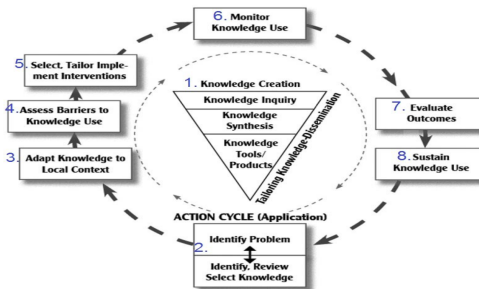 6. Monitor
Knowledge Use
5. Select, Tailor Imple
ment Interventions
1. Knowledge Creation
Knowledge Inquiry
Knowledge
Synthesis
Knowledge
Tools/
Products
Tailoring Knowledge-Dissemination
4. Assess Barriers to
Knowledge Use
7. Evaluate
Outcomes
3. Adapt Knowledge to
Local Context
8. Sustain
Knowledge Use
ACTION CYCLE (Application)
2. Identify Problem
Identify, Review
Select Knowledge